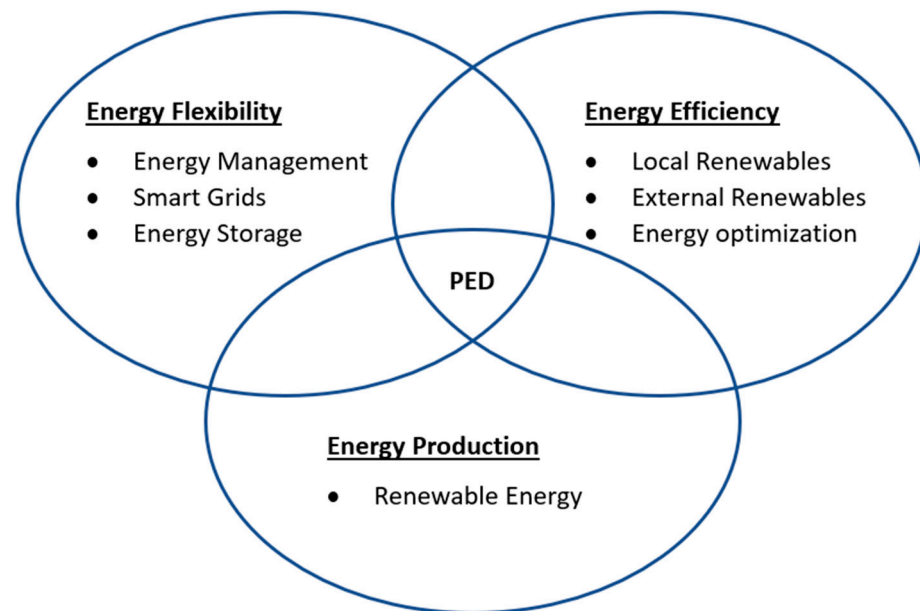 Energy Flexibility
• Energy Management
• Smart Grids
• Energy Storage
Energy Efficiency
• Local Renewables
• External Renewables
• Energy optimization
PED
Energy Production
• Renewable Energy